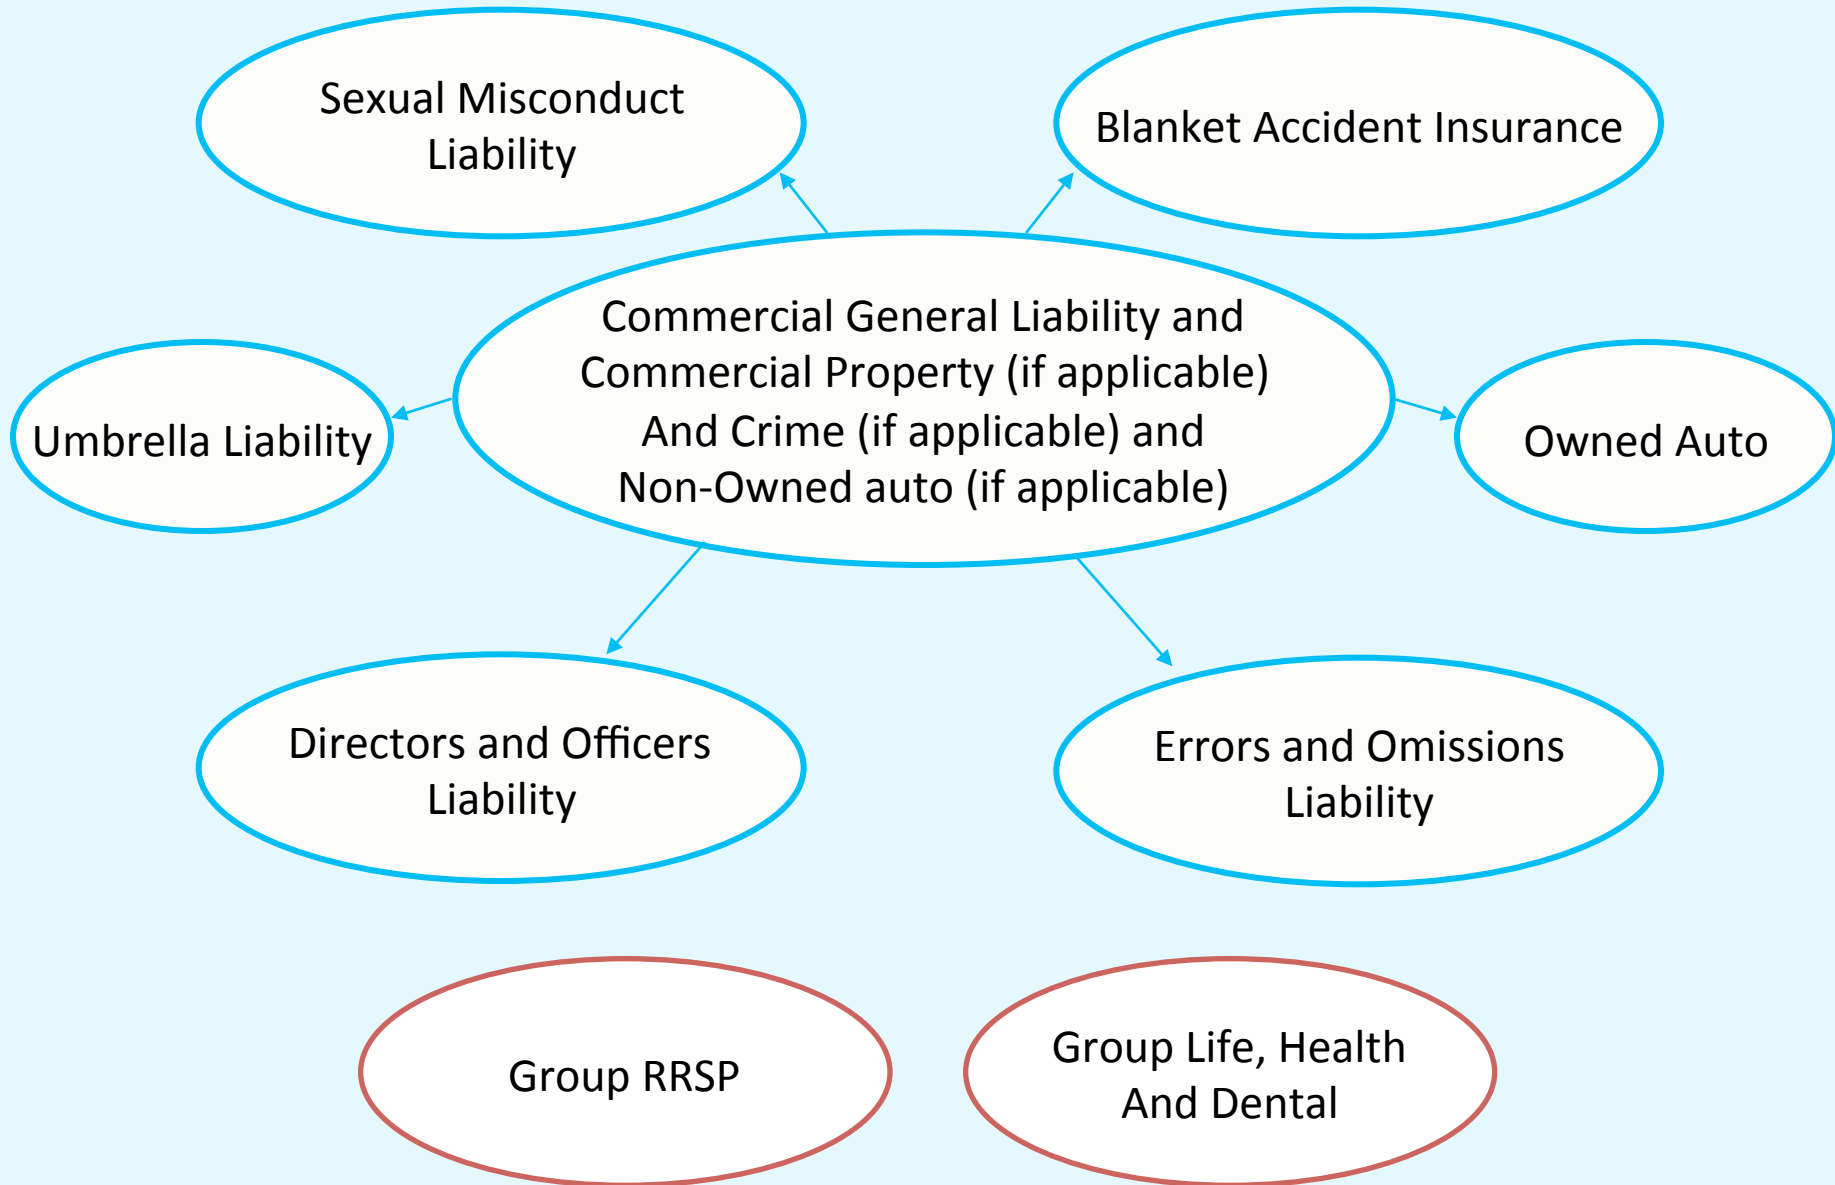 Sexual Misconduct
Liability
Blanket Accident Insurance
Commercial General Liability and
Commercial Property (if applicable)
And Crime (if applicable) and
Non-Owned auto (if applicable)
Umbrella Liability
Owned Auto
Directors and Officers
Liability
Errors and Omissions
Liability
Group RRSP
Group Life, Health
And Dental